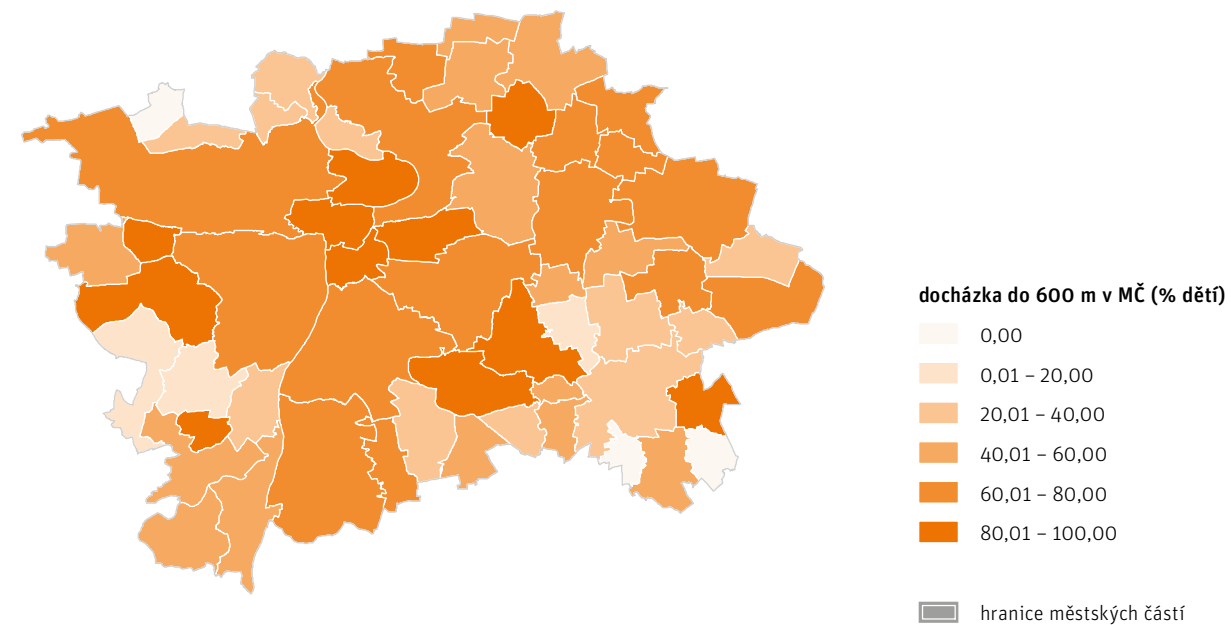 docházka do 600 m v MČ (% dětí)
0,00
0,01 – 20,00
20,01 – 40,00
40,01 – 60,00
60,01 – 80,00
80,01 – 100,00
hranice městských částí